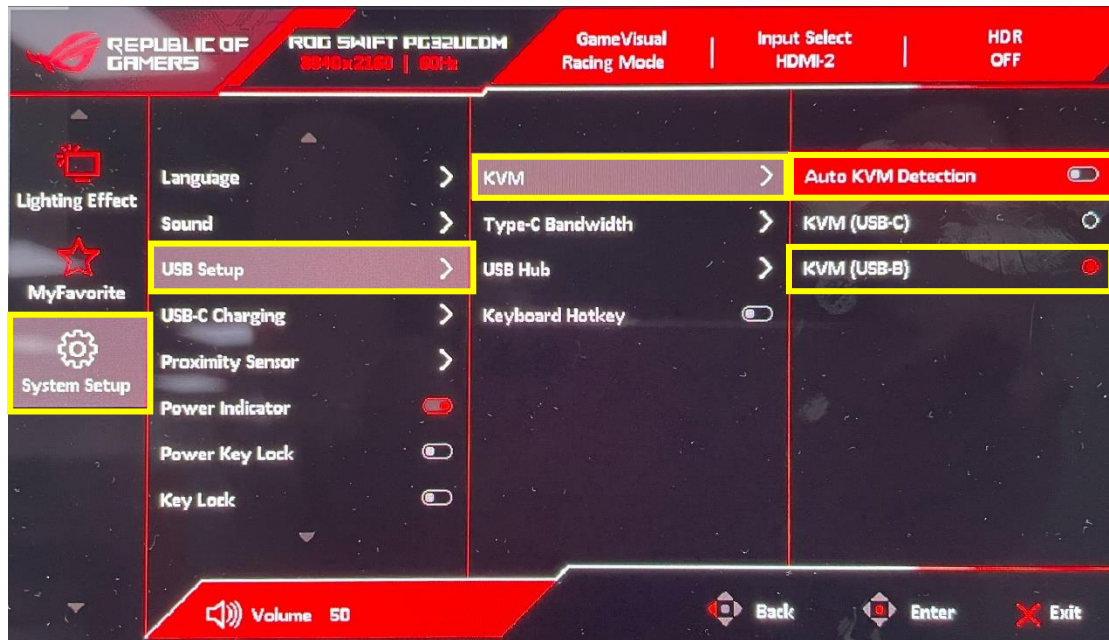 REPUBLIC OF
GAMERS
ROG SWIFT PG32UCDM
3840x2160 | 60Hz
GameVisual
Racing Mode
Input Select
HDMI-2
HDR
OFF
Lighting Effect
MyFavorite
System Setup
Language
Sound
USB Setup
USB-C Charging
Proximity Sensor
Power Indicator
Power Key Lock
Key Lock
KVM
Type-C Bandwidth
USB Hub
Keyboard Hotkey
Auto KVM Detection
KVM (USB-C)
KVM (USB-B)
Volume 50
Back
Enter
Exit